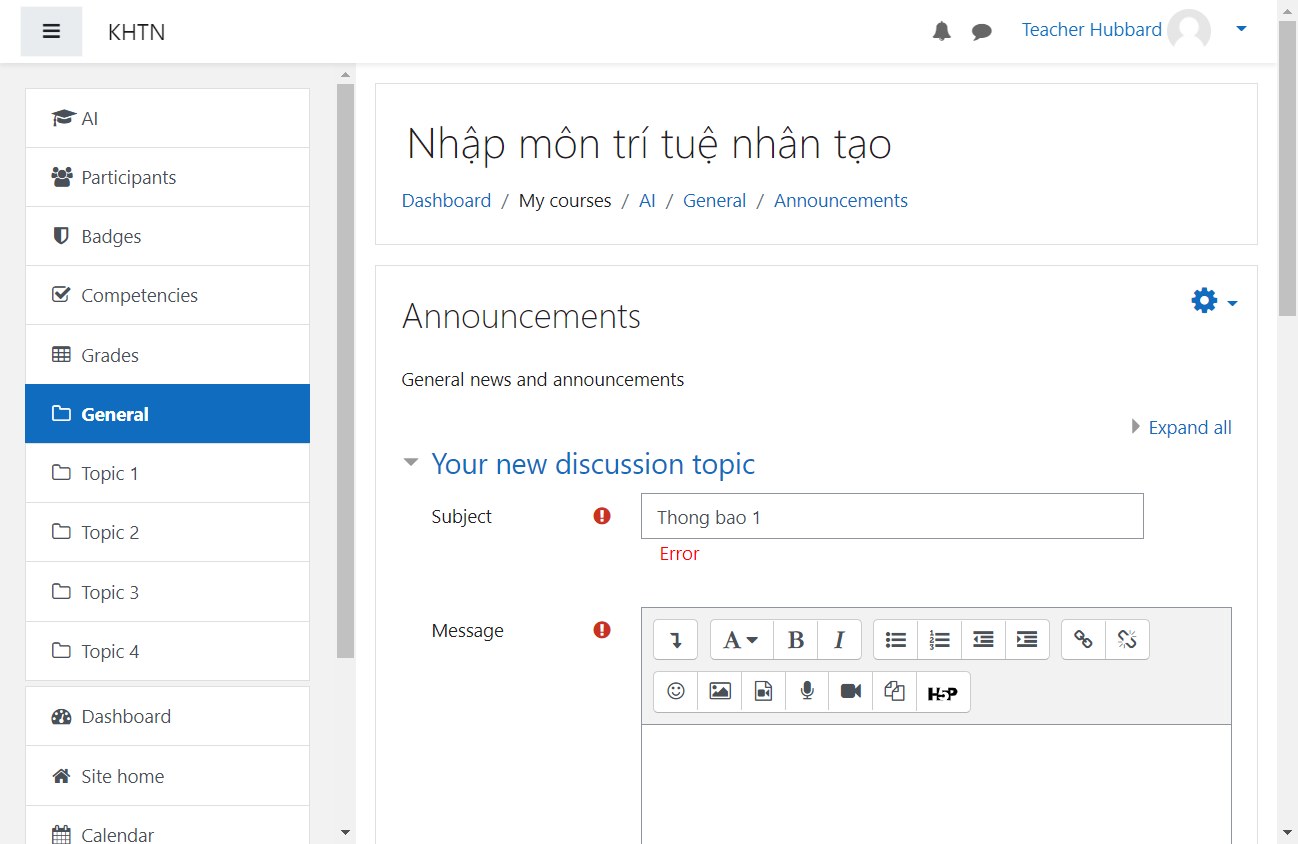 KHTN
Teacher Hubbard
AI
Participants
Badges
Competencies
Grades
General
Topic 1
Topic 2
Topic 3
Topic 4
Dashboard
Site home
Calendar
Nhập môn trí tuệ nhân tạo
Dashboard / My courses / AI / General / Announcements
Announcements
General news and announcements
Expand all
Your new discussion topic
Subject
Thong bao 1
Error
Message
A B I
H5P